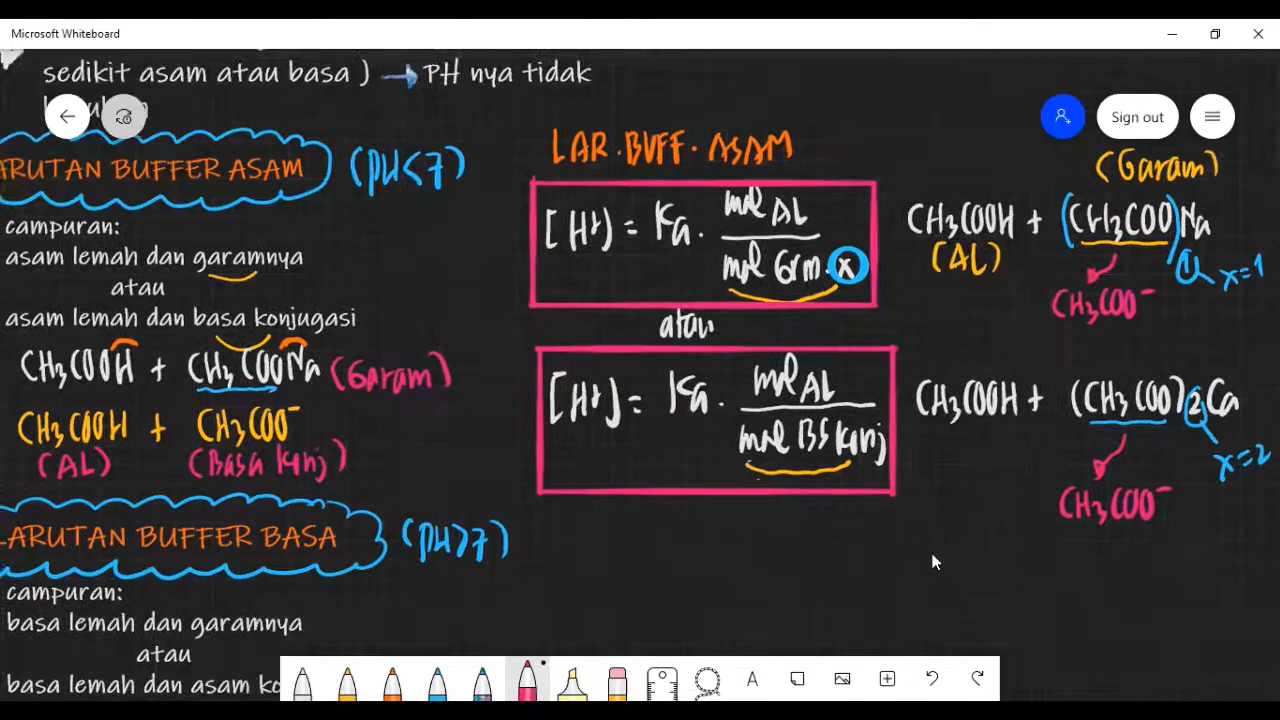 Microsoft Whiteboard
sedikit asam atau basa ) → PH nya tidak
Sign out
ARUTAN BUFFER ASAM (PH<7)
campuran:
asam lemah dan garamnya
atau
asam lemah dan basa konjugasi
CH3COOH + CH3COONa (Garam)
CH3COOH + CH3COO⁻
(AL) (Basa Konj)
LARUTAN BUFFER BASA (PH>7)
campuran:
basa lemah dan garamnya
atau
basa lemah dan asam ko
LAR. BUFF. ASAM
[H+) = Ka . mol AL
mol Grm . x
atau
[H+] = Ka . mol AL
mol BS Konj
(Garam)
CH3COOH + (CH3COO)Na
(AL)
1 x=1
CH3COO⁻
CH3COOH + (CH3COO)2Ca
x=2
CH3COO⁻
A